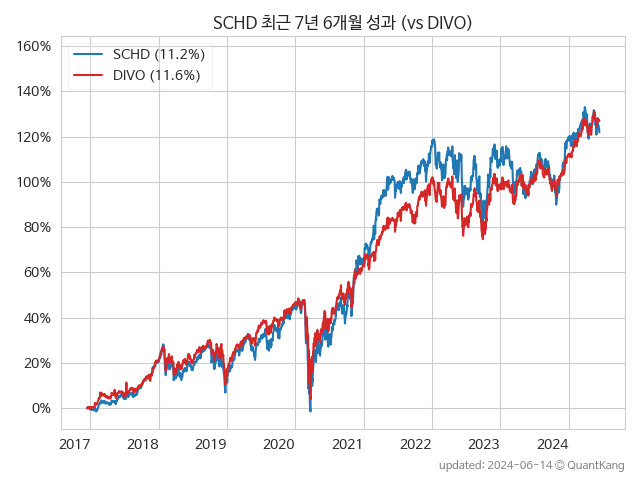 SCHD 최근 7년 6개월 성과 (vs DIVO)
SCHD (11.2%)
DIVO (11.6%)
160%
140%
120%
100%
80%
60%
40%
20%
0%
2017 2018 2019 2020 2021 2022 2023 2024
updated: 2024-06-14 © QuantKang